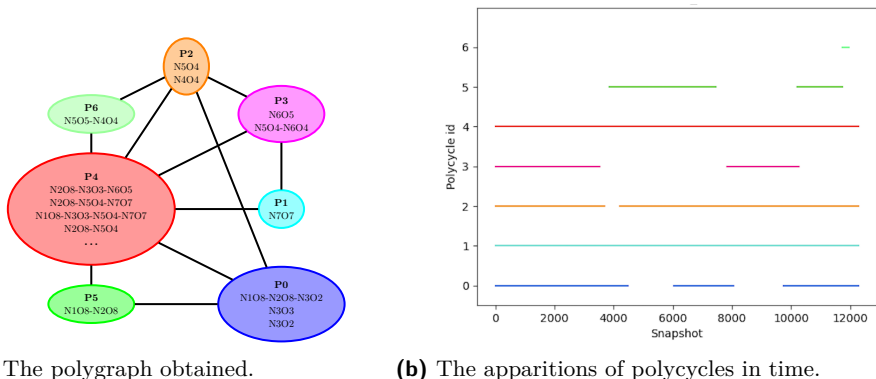 P2
N5O4
N4O4
P6
N5O5-N4O4
P3
N6O5
N5O4-N6O4
P4
N2O8-N3O3-N6O5
N2O8-N5O4-N7O7
N1O8-N3O3-N5O4-N7O7
N2O8-N5O4
...
P1
N7O7
P5
N1O8-N2O8
P0
N1O8-N2O8-N3O2
N3O3
N3O2
The polygraph obtained.
Polycycle id
6
5
4
3
2
1
0
0 2000 4000 6000 8000 10000 12000
Snapshot
(b) The apparitions of polycycles in time.